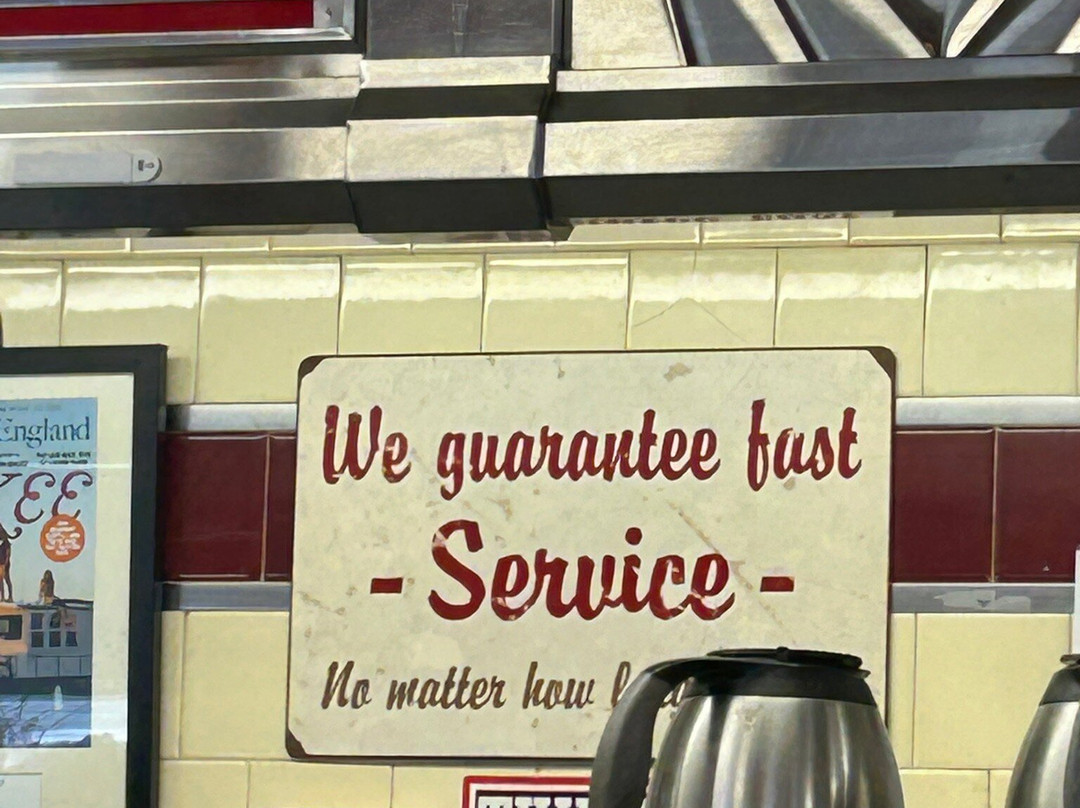 We guarantee fast
- Service -
No matter how
England